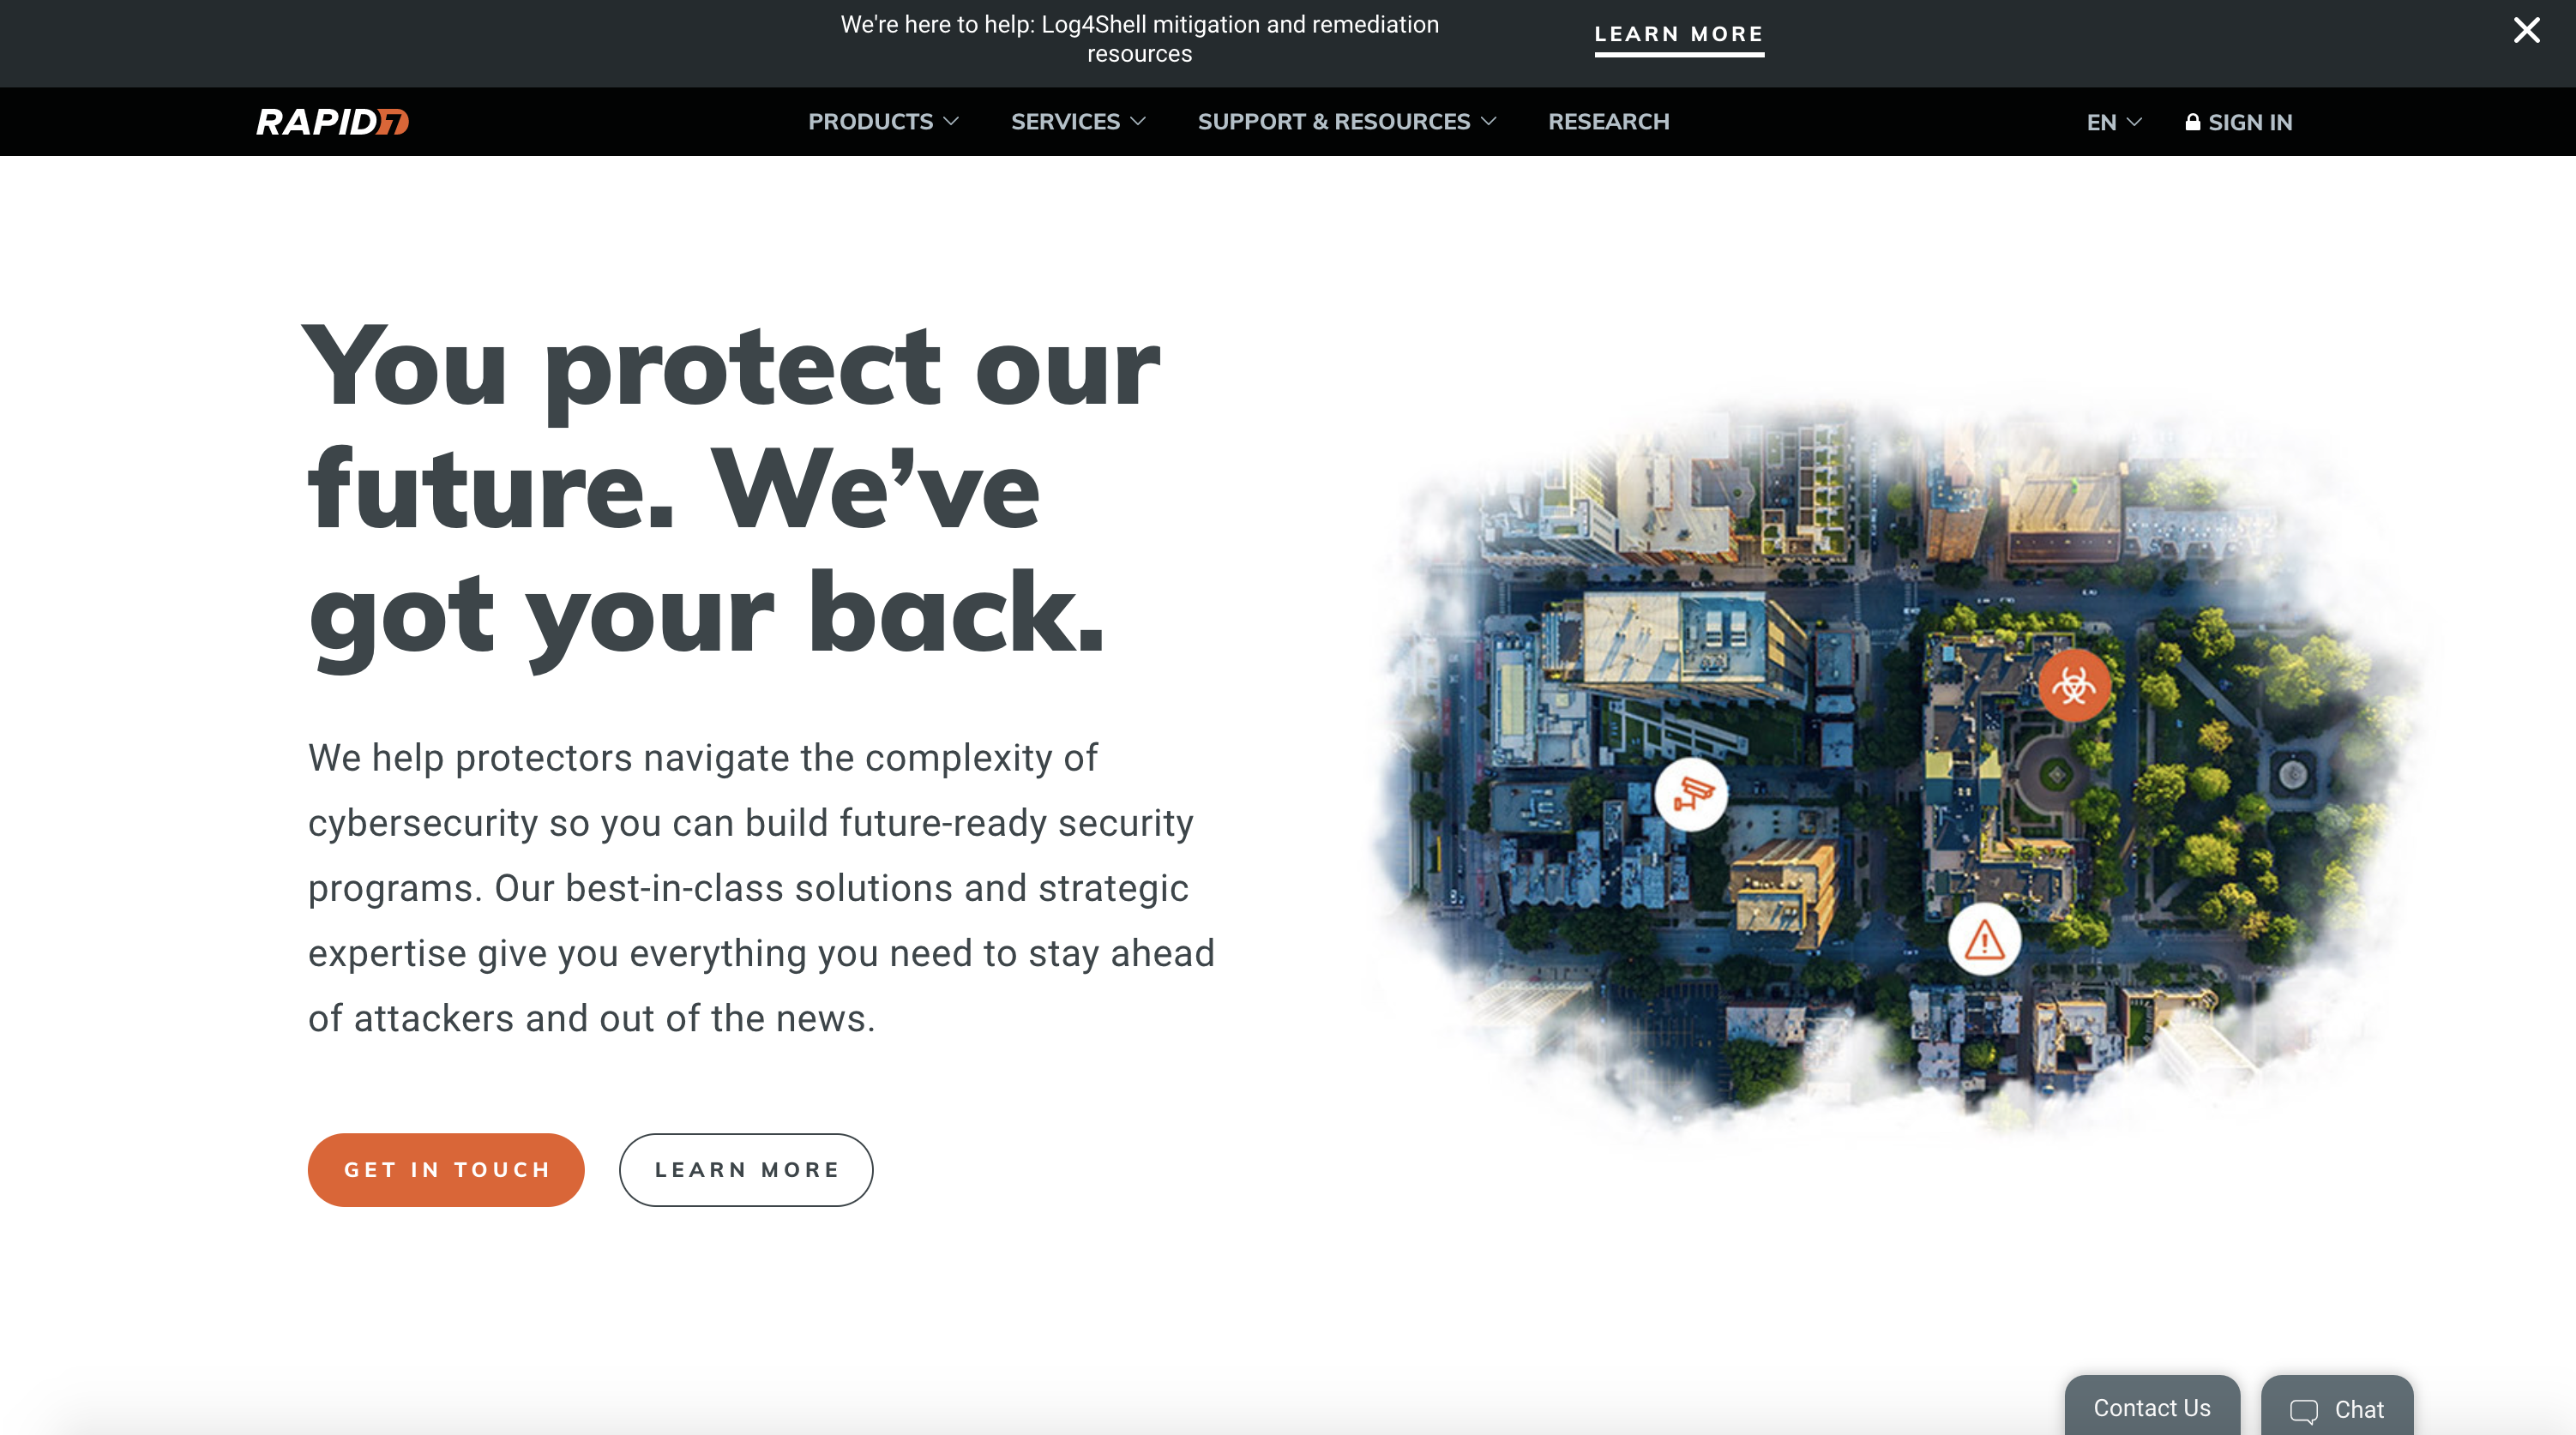 We're here to help: Log4Shell mitigation and remediation
resources
LEARN MORE
RAPID7
PRODUCTS
SERVICES
SUPPORT & RESOURCES
RESEARCH
EN
SIGN IN
You protect our
future. We’ve
got your back.
We help protectors navigate the complexity of
cybersecurity so you can build future-ready security
programs. Our best-in-class solutions and strategic
expertise give you everything you need to stay ahead
of attackers and out of the news.
GET IN TOUCH
LEARN MORE
Contact Us
Chat